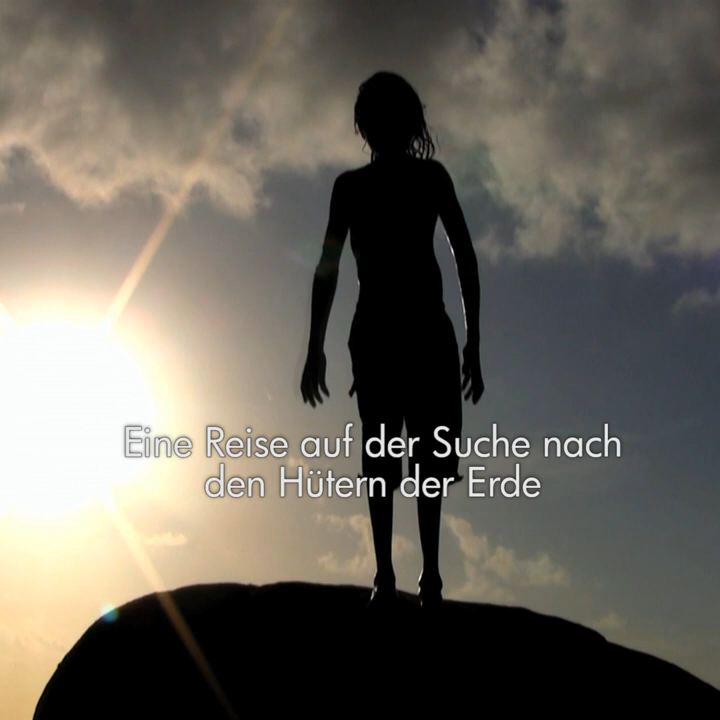 Eine Reise auf der Suche nach
den Hütern der Erde